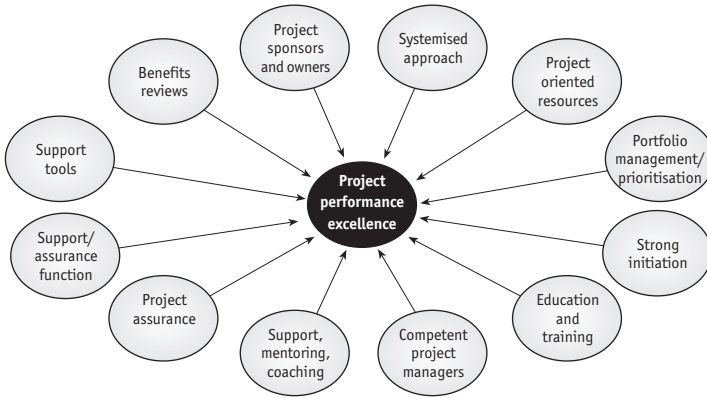 Project
sponsors
and owners
Systemised
approach
Project
oriented
resources
Portfolio
management/
prioritisation
Strong
initiation
Education
and
training
Competent
project
managers
Support,
mentoring,
coaching
Project
assurance
Support/
assurance
function
Support
tools
Benefits
reviews
Project
performance
excellence